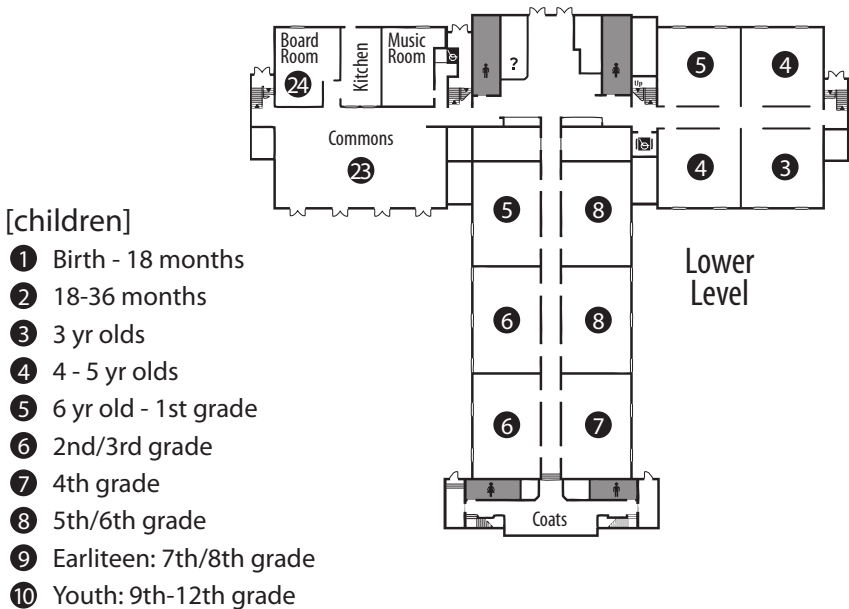 Board
Room
24
Kitchen
Music
Room
?
Up
5
4
Commons
23
4
3
5
8
6
8
6
7
Coats
Lower
Level
[children]
1 Birth - 18 months
2 18-36 months
3 3 yr olds
4 4 - 5 yr olds
5 6 yr old - 1st grade
6 2nd/3rd grade
7 4th grade
8 5th/6th grade
9 Earliteen: 7th/8th grade
10 Youth: 9th-12th grade